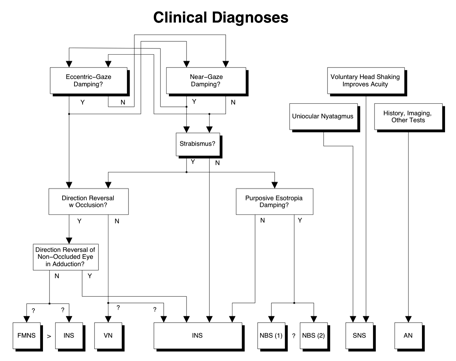 Clinical Diagnoses
Eccentric–Gaze
Damping?
Near–Gaze
Damping?
Voluntary Head Shaking
Improves Acuity
Y
N
Y
N
Uniocular Nyatagmus
History, Imaging,
Other Tests
Strabismus?
Y
N
Direction Reversal
w Occlusion?
Purposive Esotropia
Damping?
Y
N
N
Y
Direction Reversal of
Non–Occluded Eye
in Adduction?
N
Y
?
?
?
?
FMNS
>
INS
VN
INS
NBS (1)
?
NBS (2)
SNS
AN